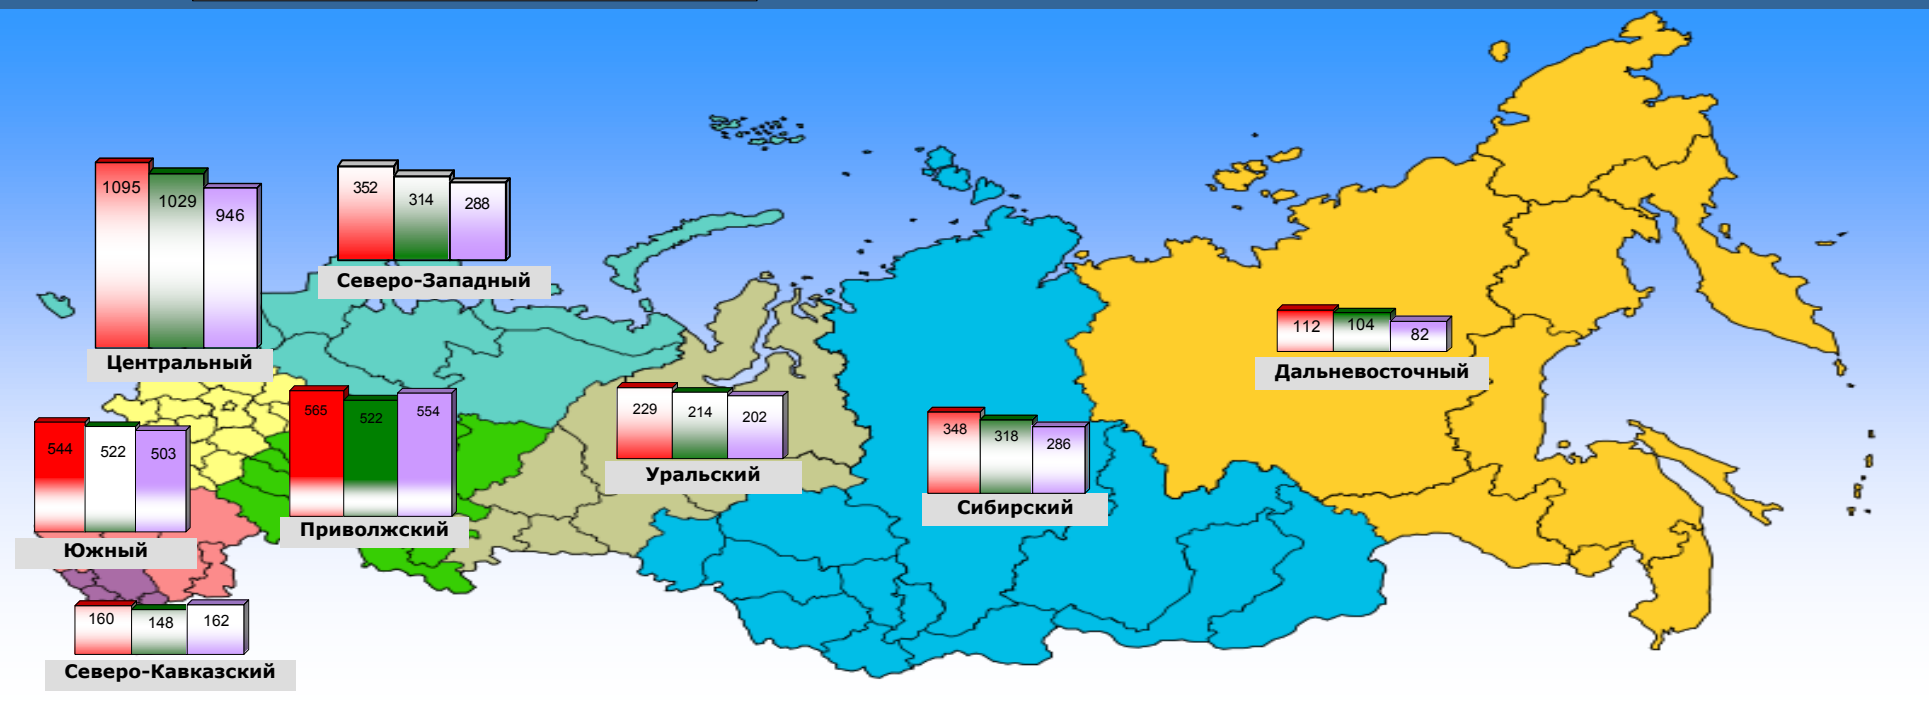 1095 1029 946
Центральный
352 314 288
Северо-Западный
112 104 82
Дальневосточный
565 522 554
Приволжский
229 214 202
Уральский
348 318 286
Сибирский
544 522 503
Южный
160 148 162
Северо-Кавказский